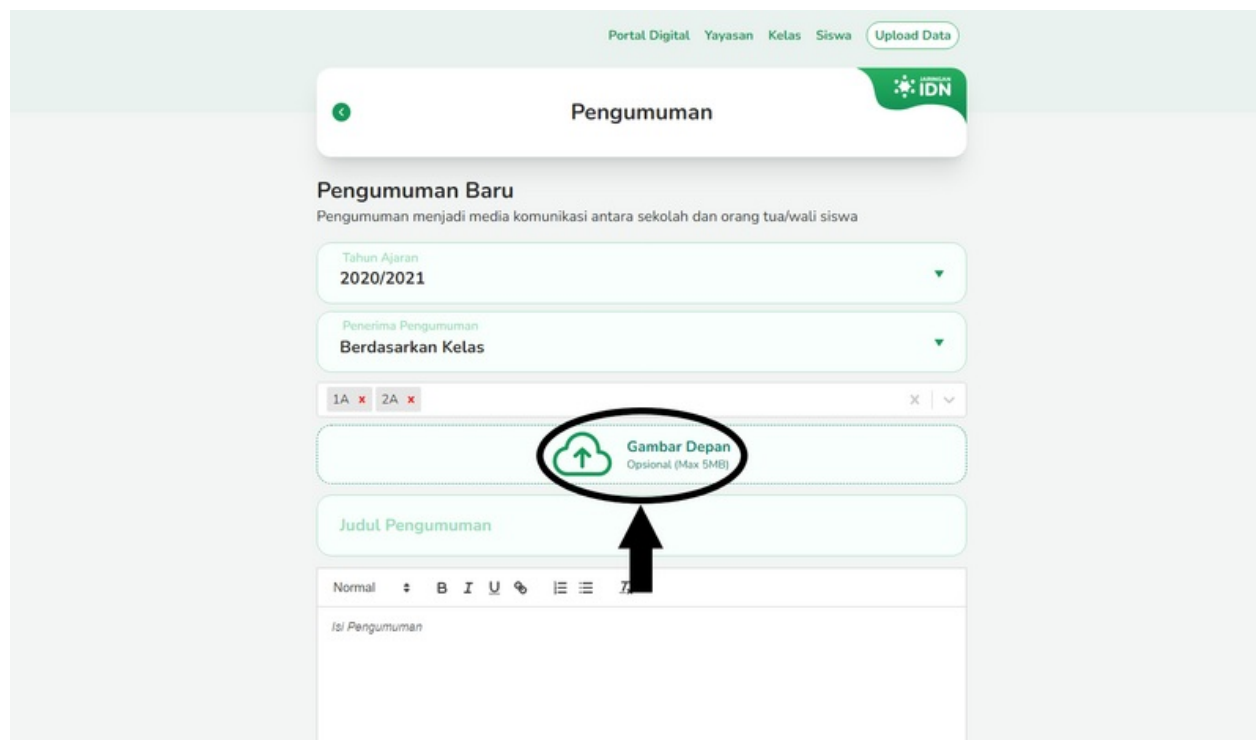 Portal Digital Yayasan Kelas Siswa Upload Data
JARINGAN
IDN
Pengumuman
Pengumuman Baru
Pengumuman menjadi media komunikasi antara sekolah dan orang tua/wali siswa
Tahun Ajaran
2020/2021
Penerima Pengumuman
Berdasarkan Kelas
1A x 2A x
Gambar Depan
Opsional (Max 5MB)
Judul Pengumuman
Normal B I U
Isi Pengumuman